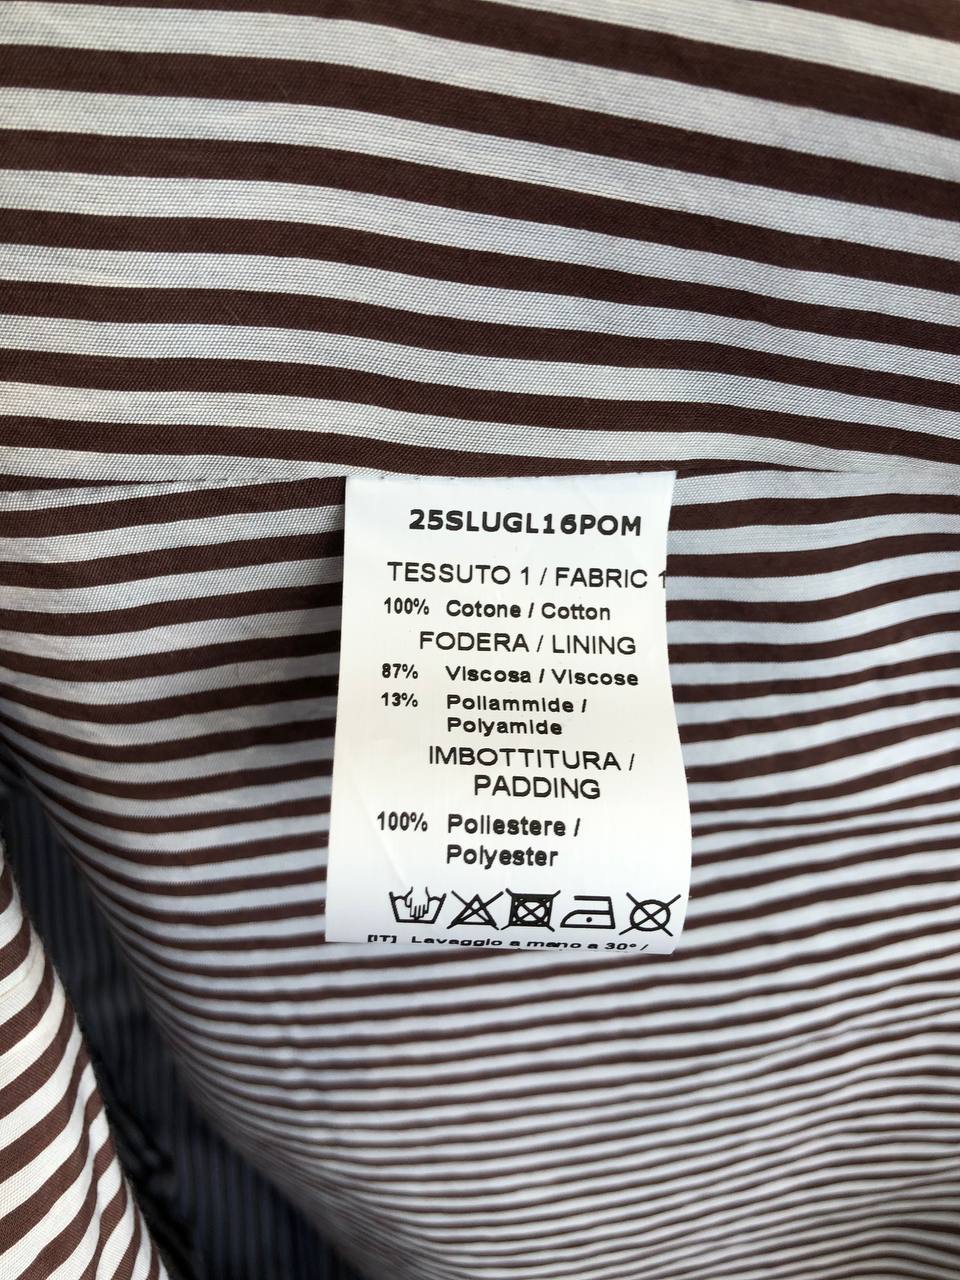 25SLUGL16POM
TESSUTO 1 / FABRIC 1
100% Cotone / Cotton
FODERA / LINING
87% Viscosa / Viscose
13% Poliammide /
Polyamide
IMBOTTITURA /
PADDING
100% Poliestere /
Polyester
[IT] Lavaggio a mano a 30° /